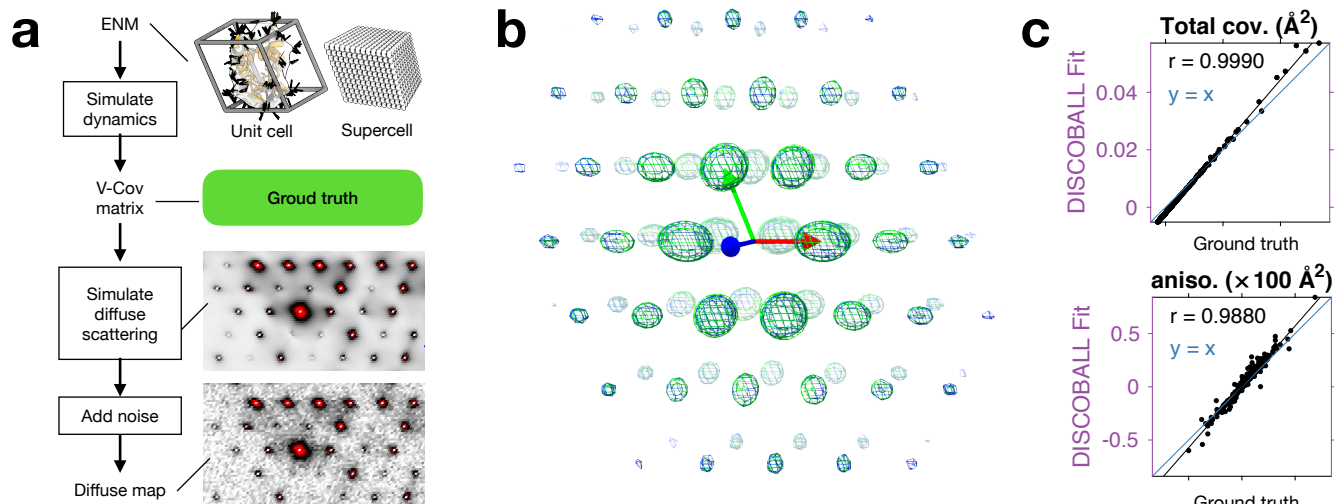 a
ENM
Unit cell
Supercell
Simulate
dynamics
V-Cov
matrix
Groud truth
Simulate
diffuse
scattering
Add noise
Diffuse map
b
c
Total cov. (Å²)
r = 0.9990
y = x
0.04
0.02
0
DISCOBALL Fit
Ground truth
aniso. (×100 Å²)
r = 0.9880
y = x
0.5
0
-0.5
DISCOBALL Fit
Ground truth